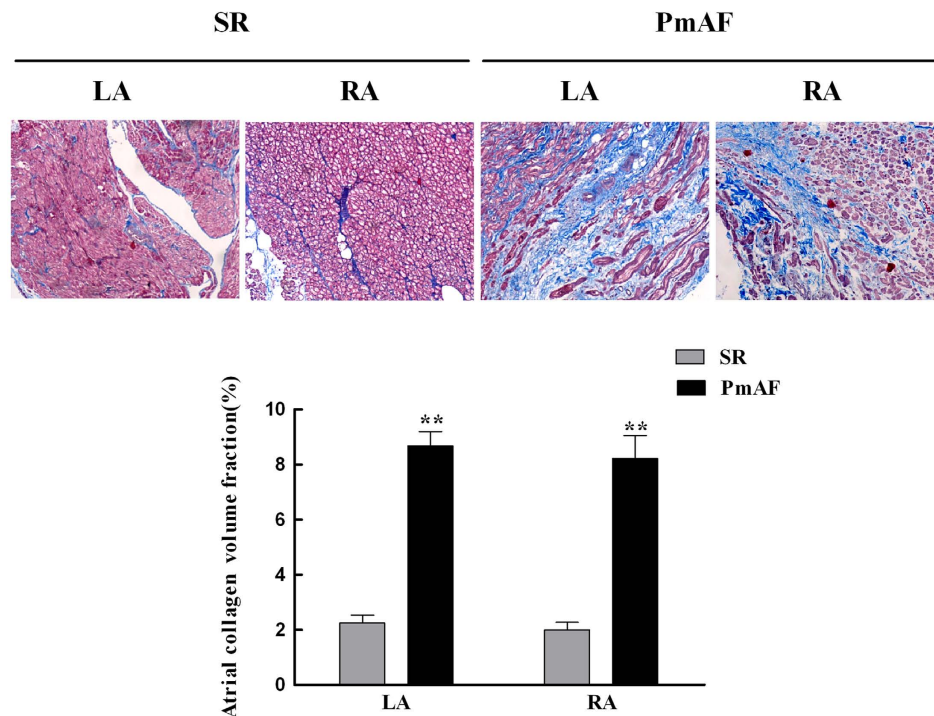 SR PmAF
LA RA LA RA
SR
PmAF
Atrial collagen volume fraction(%)
10
8
6
4
2
0
**
**
LA RA